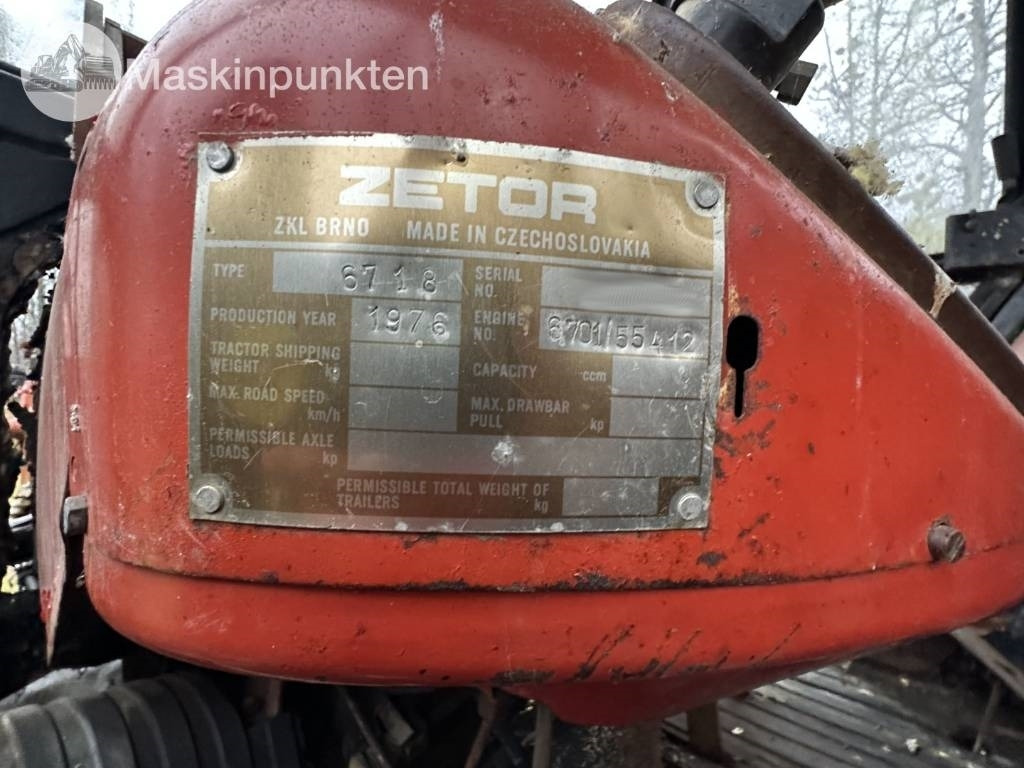 Maskinpunkten
ZETOR
ZKL BRNO MADE IN CZECHOSLOVAKIA
TYPE 6718 SERIAL NO.
PRODUCTION YEAR 1976 ENGINE NO. 6701/55412
TRACTOR SHIPPING WEIGHT kg CAPACITY ccm
MAX. ROAD SPEED km/h MAX. DRAWBAR PULL kp
PERMISSIBLE AXLE LOADS kp
PERMISSIBLE TOTAL WEIGHT OF TRAILERS kg